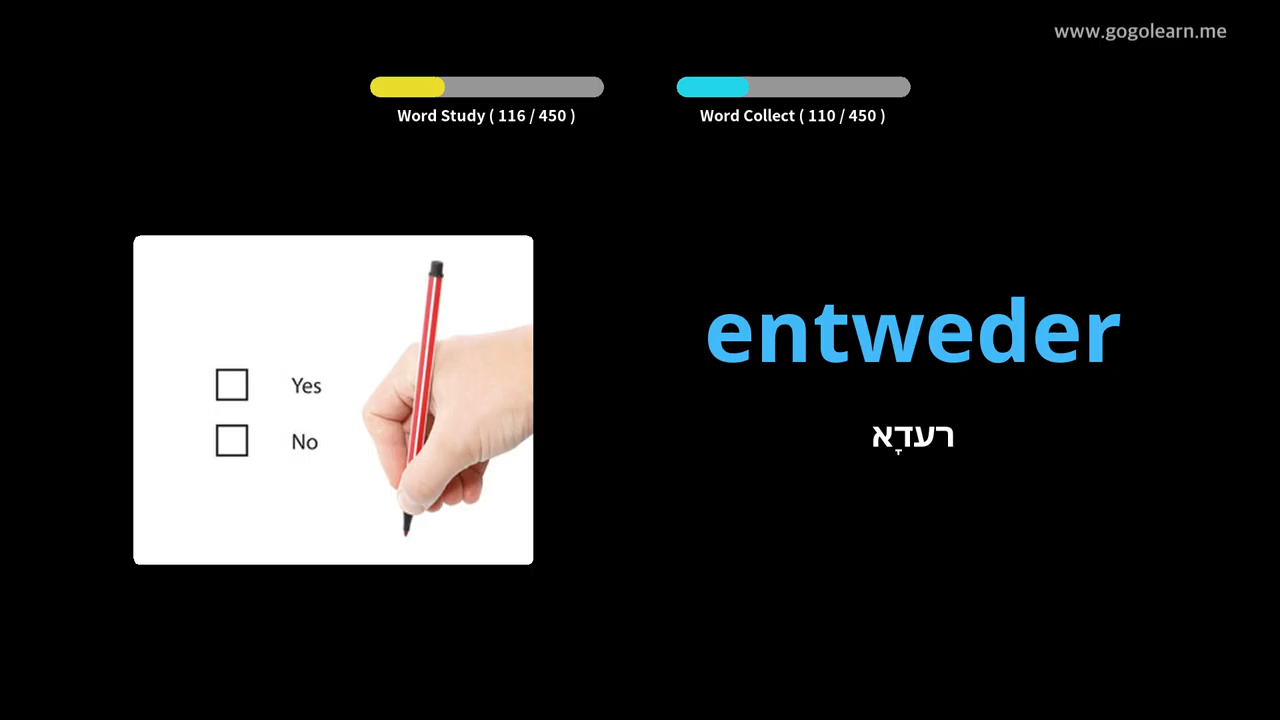 www.gogolearn.me
Word Study ( 116 / 450 )
Word Collect ( 110 / 450 )
Yes
No
entweder
רעדָא